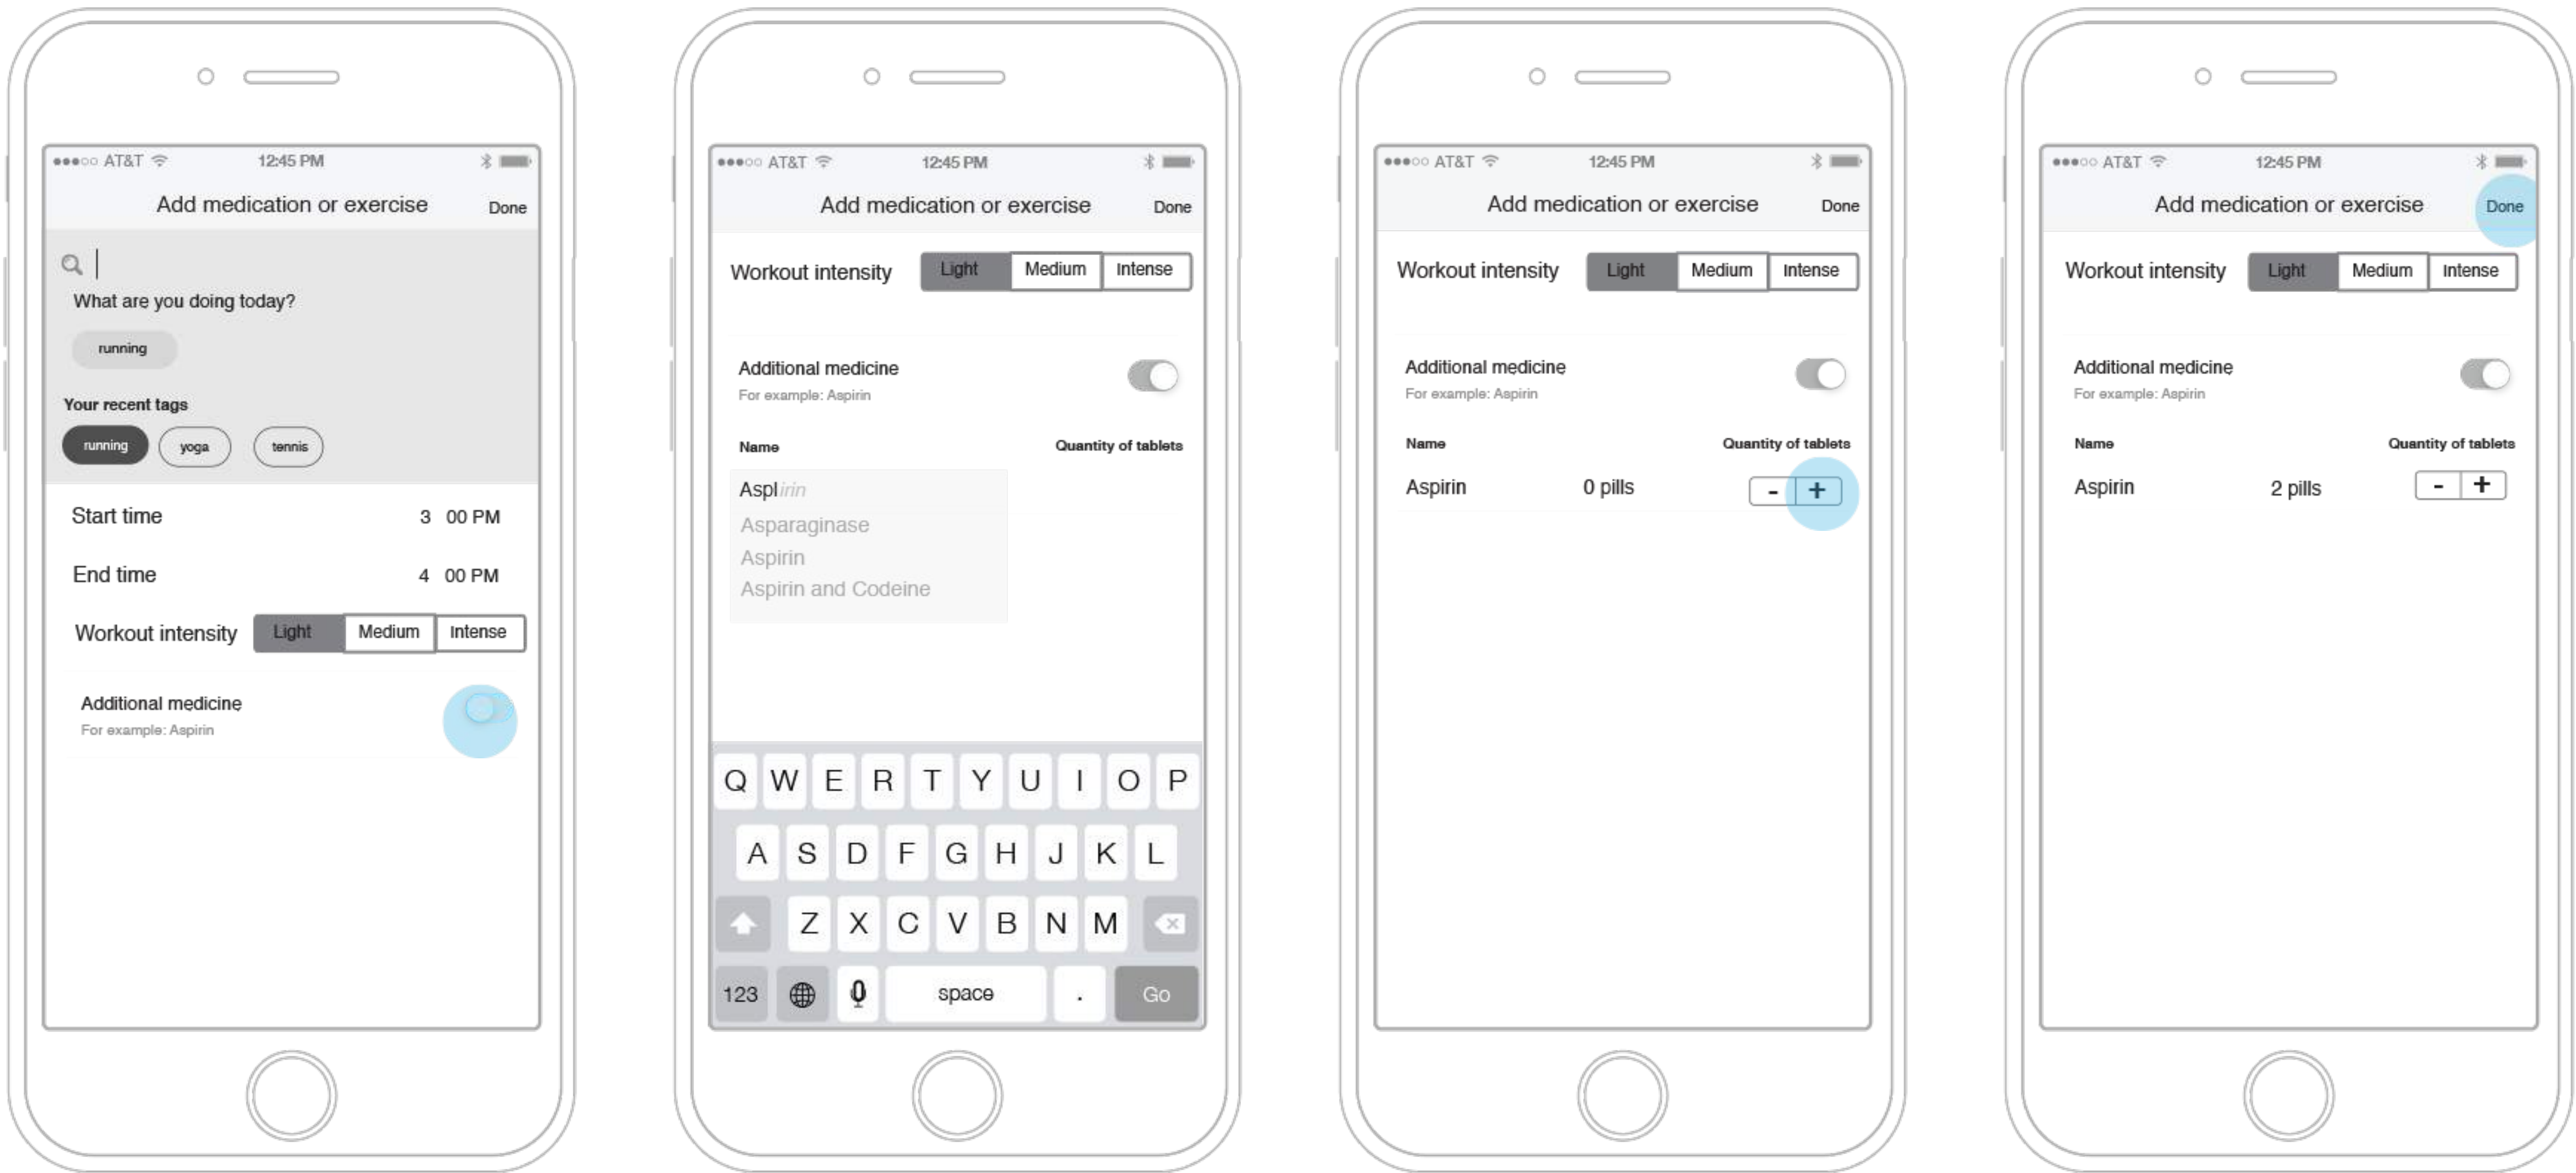 AT&T 12:45 PM
Add medication or exercise Done
What are you doing today?
running
Your recent tags
running yoga tennis
Start time 3 00 PM
End time 4 00 PM
Workout intensity Light Medium Intense
Additional medicine
For example: Aspirin
AT&T 12:45 PM
Add medication or exercise Done
Workout intensity Light Medium Intense
Additional medicine
For example: Aspirin
Name Quantity of tablets
Asplirin
Asparaginase
Aspirin
Aspirin and Codeine
Q W E R T Y U I O P
A S D F G H J K L
Z X C V B N M
123 space . Go
AT&T 12:45 PM
Add medication or exercise Done
Workout intensity Light Medium Intense
Additional medicine
For example: Aspirin
Name Quantity of tablets
Aspirin 0 pills - +
AT&T 12:45 PM
Add medication or exercise Done
Workout intensity Light Medium Intense
Additional medicine
For example: Aspirin
Name Quantity of tablets
Aspirin 2 pills - +